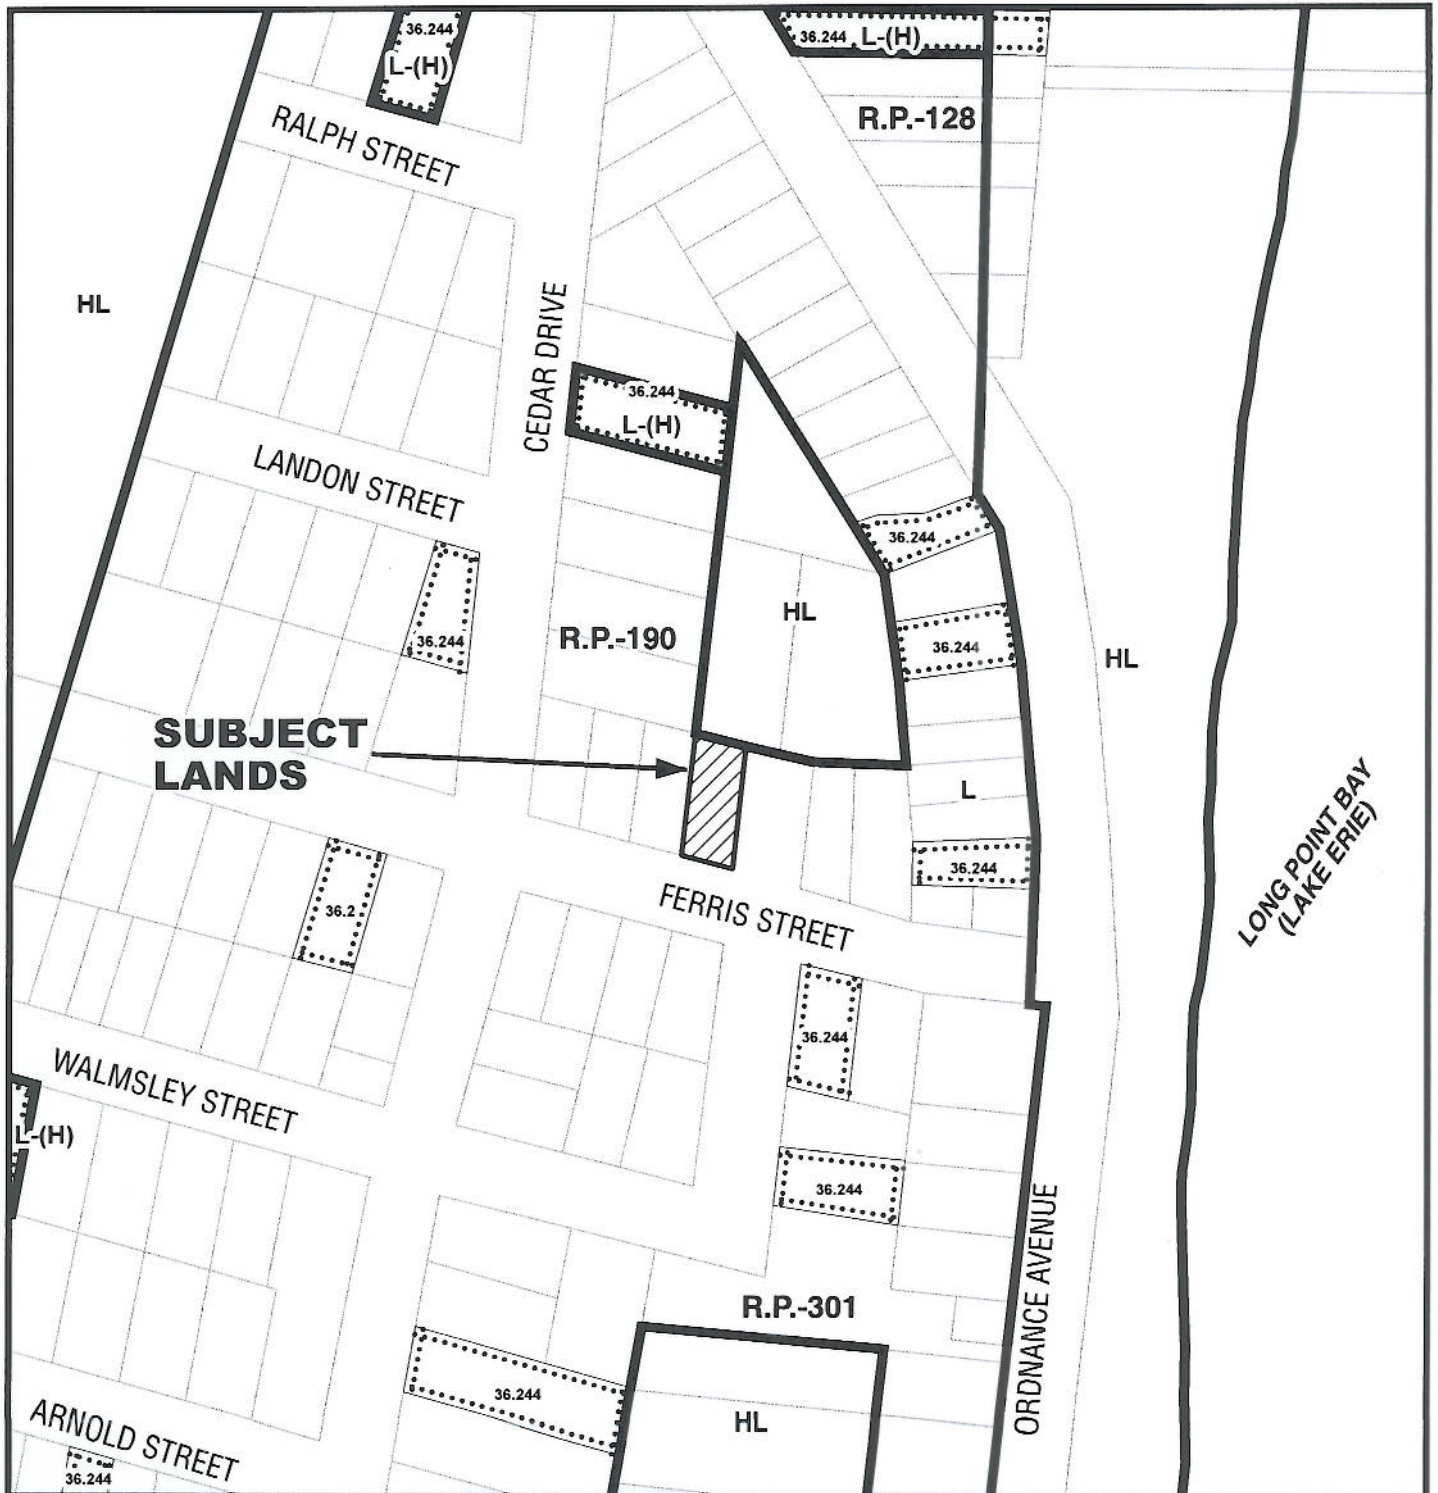 36.244
L-(H)
36.244 L-(H)
R.P.-128
RALPH STREET
HL
CEDAR DRIVE
36.244
L-(H)
LANDON STREET
36.244
36.244
R.P.-190
HL
36.244
HL
SUBJECT
LANDS
L
36.244
LONG POINT BAY
(LAKE ERIE)
36.2
FERRIS STREET
36.244
WALMSLEY STREET
L-(H)
36.244
R.P.-301
ORDNANCE AVENUE
36.244
HL
ARNOLD STREET
36.244